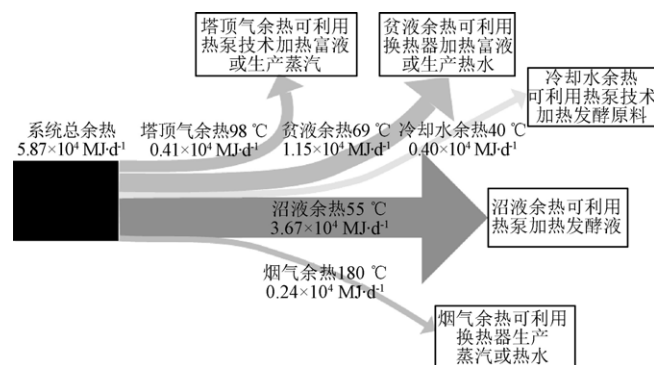 塔顶气余热可利用
热泵技术加热富液
或生产蒸汽
贫液余热可利用
换热器加热富液
或生产热水
冷却水余热
可利用热泵技术
加热发酵原料
系统总余热
5.87×10⁴ MJ·d⁻¹
塔顶气余热98 ℃
0.41×10⁴ MJ·d⁻¹
贫液余热69 ℃
1.15×10⁴ MJ·d⁻¹
冷却水余热40 ℃
0.40×10⁴ MJ·d⁻¹
沼液余热55 ℃
3.67×10⁴ MJ·d⁻¹
沼液余热可利用
热泵加热发酵液
烟气余热180 ℃
0.24×10⁴ MJ·d⁻¹
烟气余热可利用
换热器生产
蒸汽或热水